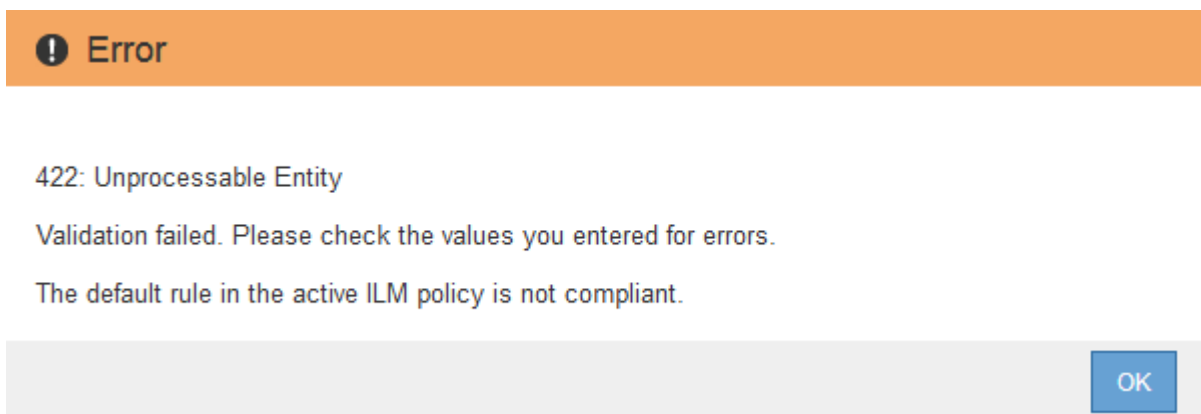 Error
422: Unprocessable Entity
Validation failed. Please check the values you entered for errors.
The default rule in the active ILM policy is not compliant.
OK